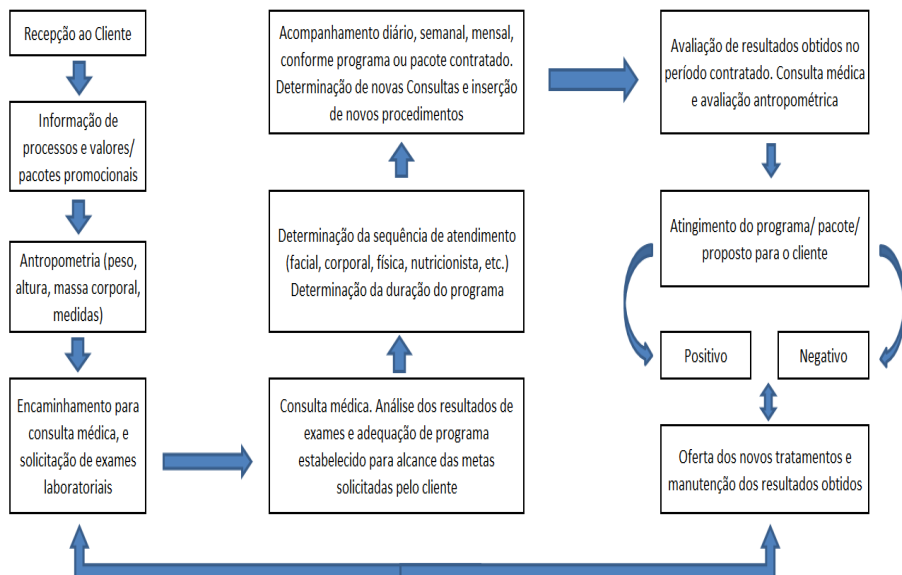 Recepção ao Cliente
Informação de
processos e valores/
pacotes promocionais
Antropometria (peso,
altura, massa corporal,
medidas)
Encaminhamento para
consulta médica, e
solicitação de exames
laboratoriais
Consulta médica. Análise dos resultados de
exames e adequação de programa
estabelecido para alcance das metas
solicitadas pelo cliente
Determinação da sequência de atendimento
(facial, corporal, física, nutricionista, etc.)
Determinação da duração do programa
Acompanhamento diário, semanal, mensal,
conforme programa ou pacote contratado.
Determinação de novas Consultas e inserção
de novos procedimentos
Avaliação de resultados obtidos no
período contratado. Consulta médica
e avaliação antropométrica
Atingimento do programa/ pacote/
proposto para o cliente
Positivo
Negativo
Oferta dos novos tratamentos e
manutenção dos resultados obtidos